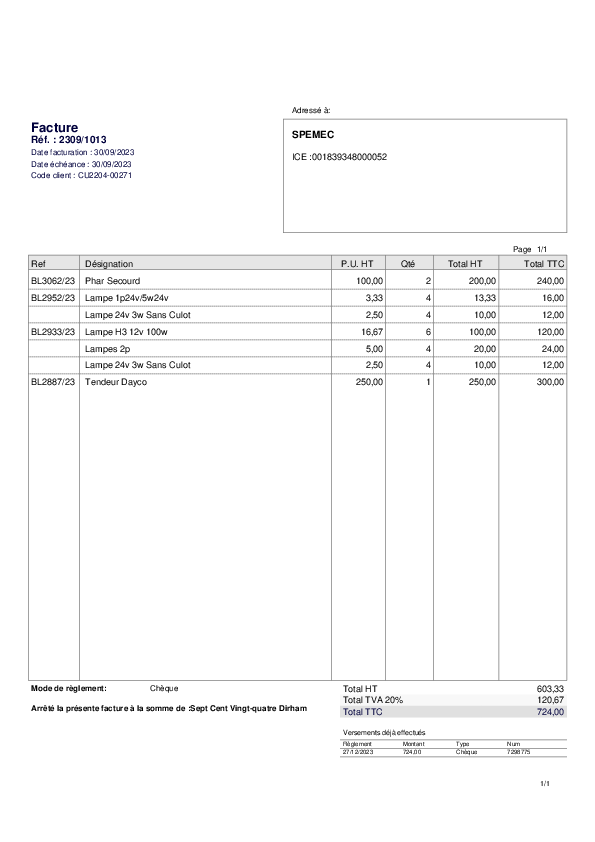 Adressé à:
Facture
Réf. : 2309/1013
Date facturation : 30/09/2023
Date échéance : 30/09/2023
Code client : CU2204-00271
SPEMEC
ICE :001839348000052
Page 1/1
Ref Désignation P.U. HT Qté Total HT Total TTC
BL3062/23 Phar Secourd 100,00 2 200,00 240,00
BL2952/23 Lampe 1p24v/5w24v 3,33 4 13,33 16,00
Lampe 24v 3w Sans Culot 2,50 4 10,00 12,00
BL2933/23 Lampe H3 12v 100w 16,67 6 100,00 120,00
Lampes 2p 5,00 4 20,00 24,00
Lampe 24v 3w Sans Culot 2,50 4 10,00 12,00
BL2887/23 Tendeur Dayco 250,00 1 250,00 300,00
Mode de règlement: Chèque
Arrêté la présente facture à la somme de :Sept Cent Vingt-quatre Dirham
Total HT 603,33
Total TVA 20% 120,67
Total TTC 724,00
Versements déjà effectués
Règlement Montant Type Num
27/12/2023 724,00 Chèque 7298775
1/1